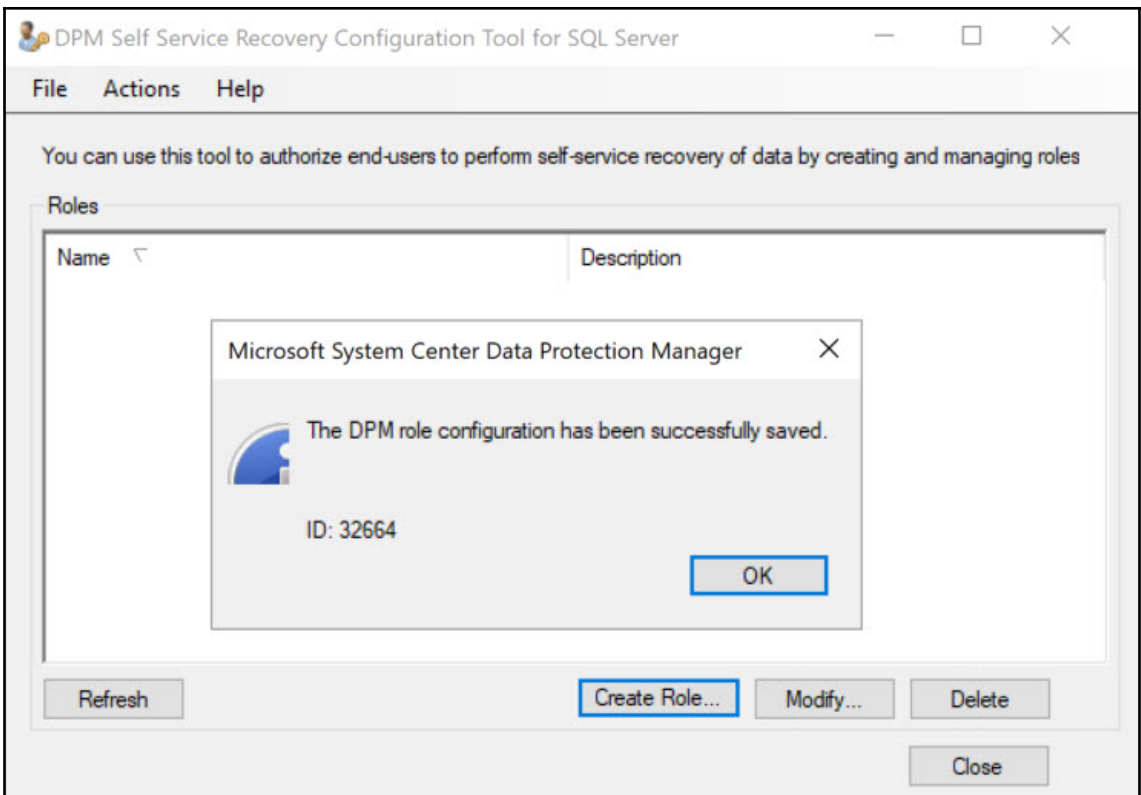 DPM Self Service Recovery Configuration Tool for SQL Server
File Actions Help
You can use this tool to authorize end-users to perform self-service recovery of data by creating and managing roles
Roles
Name Description
Microsoft System Center Data Protection Manager
The DPM role configuration has been successfully saved.
ID: 32664
OK
Refresh Create Role... Modify... Delete
Close